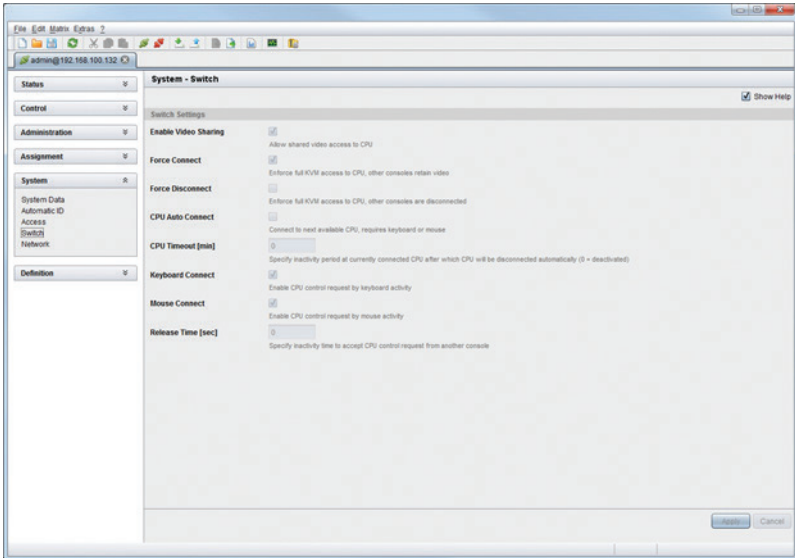 File Edit Matrix Extras ?
admin@192.168.100.132
Status
Control
Administration
Assignment
System
System Data
Automatic ID
Access
Switch
Network
Definition
System - Switch
Show Help
Switch Settings
Enable Video Sharing
Allow shared video access to CPU
Force Connect
Enforce full KVM access to CPU, other consoles retain video
Force Disconnect
Enforce full KVM access to CPU, other consoles are disconnected
CPU Auto Connect
Connect to next available CPU, requires keyboard or mouse
CPU Timeout [min]
0
Specify inactivity period at currently connected CPU after which CPU will be disconnected automatically (0 = deactivated)
Keyboard Connect
Enable CPU control request by keyboard activity
Mouse Connect
Enable CPU control request by mouse activity
Release Time [sec]
0
Specify inactivity time to accept CPU control request from another console
Apply
Cancel